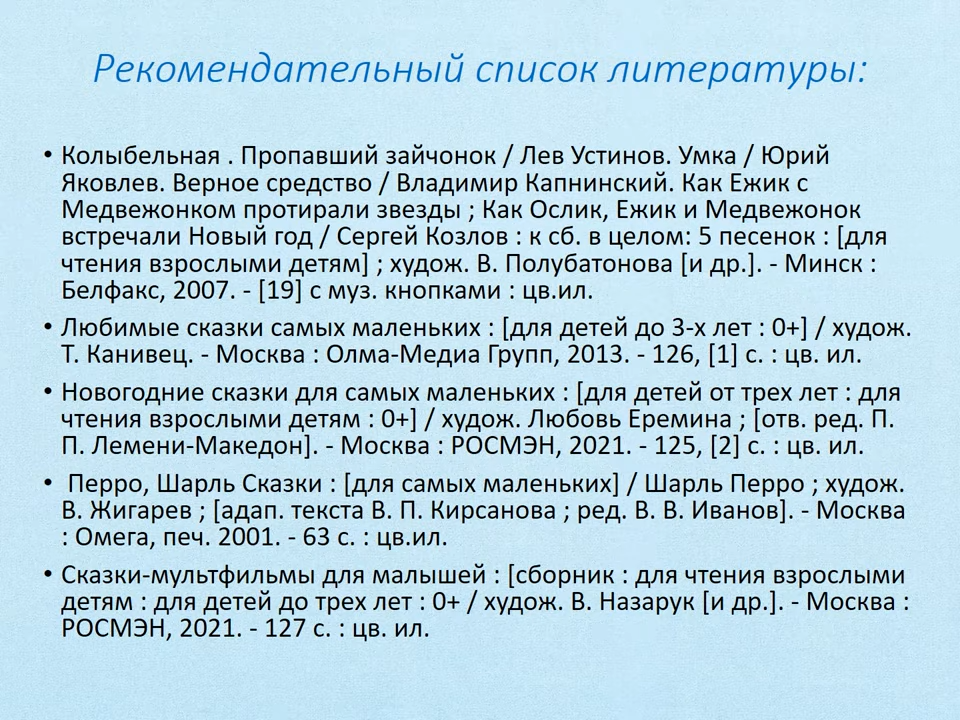 Рекомендательный список литературы:
• Колыбельная . Пропавший зайчонок / Лев Устинов. Умка / Юрий
Яковлев. Верное средство / Владимир Капнинский. Как Ежик с
Медвежонком протирали звезды ; Как Ослик, Ежик и Медвежонок
встречали Новый год / Сергей Козлов : к сб. в целом: 5 песенок : [для
чтения взрослыми детям] ; худож. В. Полубатонова [и др.]. - Минск :
Белфакс, 2007. - [19] с муз. кнопками : цв.ил.
• Любимые сказки самых маленьких : [для детей до 3-х лет : 0+] / худож.
Т. Канивец. - Москва : Олма-Медиа Групп, 2013. - 126, [1] с. : цв. ил.
• Новогодние сказки для самых маленьких : [для детей от трех лет : для
чтения взрослыми детям : 0+] / худож. Любовь Еремина ; [отв. ред. П.
П. Лемени-Македон]. - Москва : РОСМЭН, 2021. - 125, [2] с. : цв. ил.
• Перро, Шарль Сказки : [для самых маленьких] / Шарль Перро ; худож.
В. Жигарев ; [адап. текста В. П. Кирсанова ; ред. В. В. Иванов]. - Москва
: Омега, печ. 2001. - 63 с. : цв.ил.
• Сказки-мультфильмы для малышей : [сборник : для чтения взрослыми
детям : для детей до трех лет : 0+ / худож. В. Назарук [и др.]. - Москва :
РОСМЭН, 2021. - 127 с. : цв. ил.